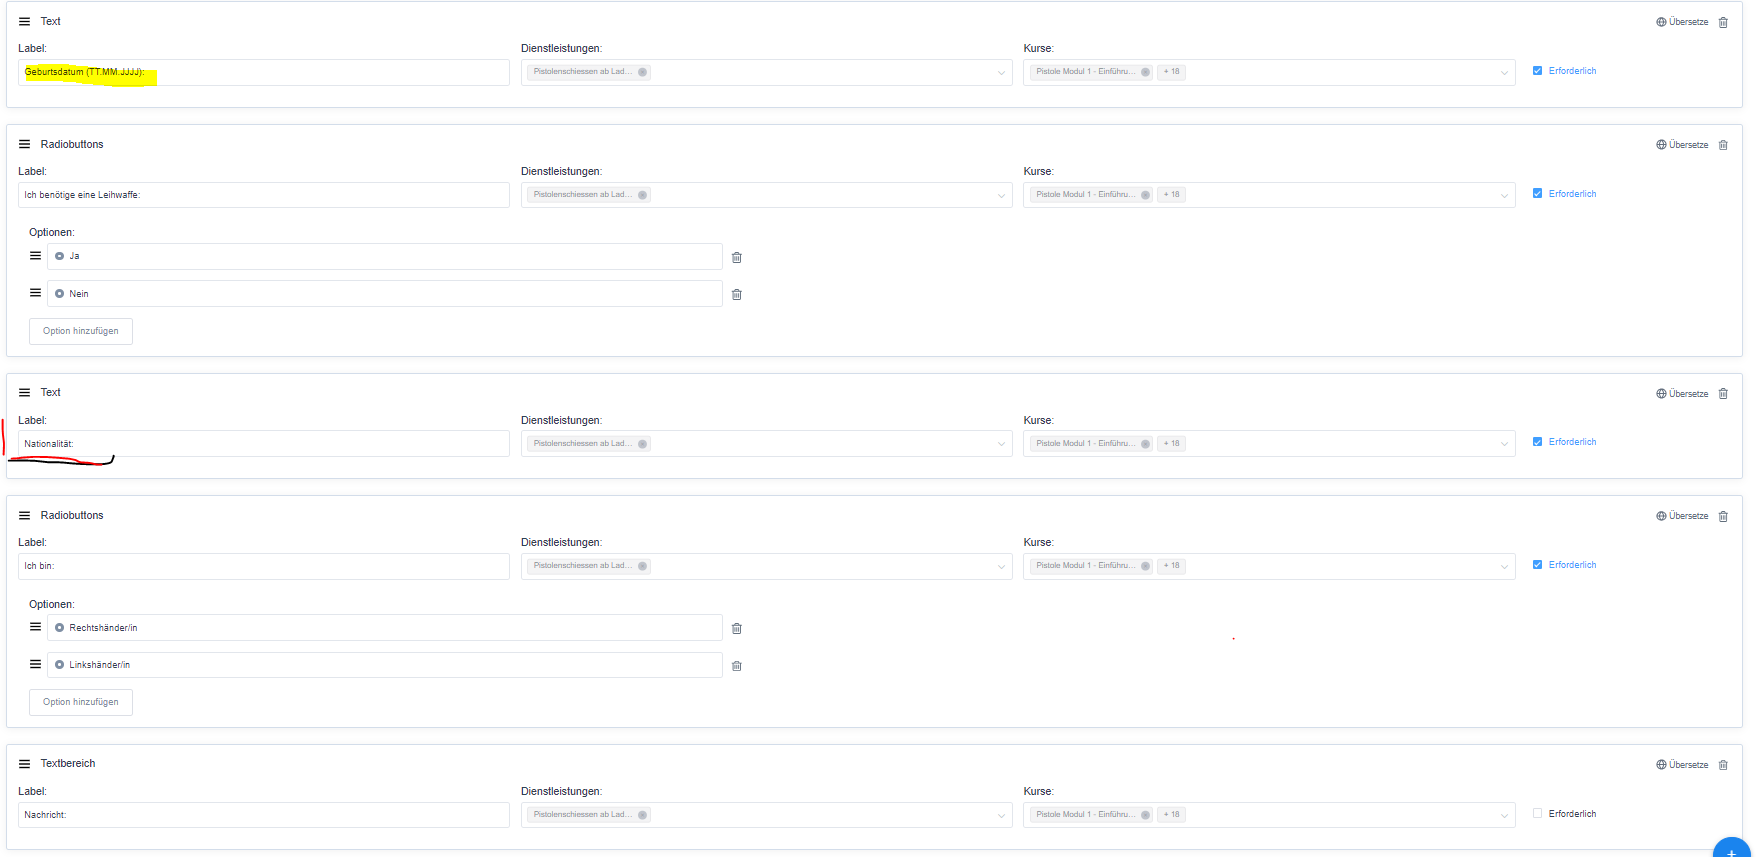 Text Übersetze
Label: Dienstleistungen: Kurse:
Geburtsdatum (TT.MM.JJJJ): Pistolenschiessen ab Lad... Pistole Modul 1 - Einführu... + 18 Erforderlich
Radiobuttons Übersetze
Label: Dienstleistungen: Kurse:
Ich benötige eine Leihwaffe: Pistolenschiessen ab Lad... Pistole Modul 1 - Einführu... + 18 Erforderlich
Optionen:
Ja
Nein
Option hinzufügen
Text Übersetze
Label: Dienstleistungen: Kurse:
Nationalität: Pistolenschiessen ab Lad... Pistole Modul 1 - Einführu... + 18 Erforderlich
Radiobuttons Übersetze
Label: Dienstleistungen: Kurse:
Ich bin: Pistolenschiessen ab Lad... Pistole Modul 1 - Einführu... + 18 Erforderlich
Optionen:
Rechtshänder/in
Linkshänder/in
Option hinzufügen
Textbereich Übersetze
Label: Dienstleistungen: Kurse:
Nachricht: Pistolenschiessen ab Lad... Pistole Modul 1 - Einführu... + 18 Erforderlich